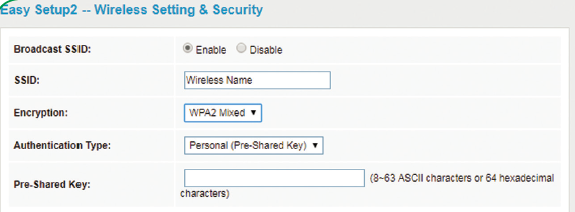 Easy Setup2 -- Wireless Setting & Security
Broadcast SSID: Enable Disable
SSID: Wireless Name
Encryption: WPA2 Mixed
Authentication Type: Personal (Pre-Shared Key)
Pre-Shared Key: (8~63 ASCII characters or 64 hexadecimal
characters)